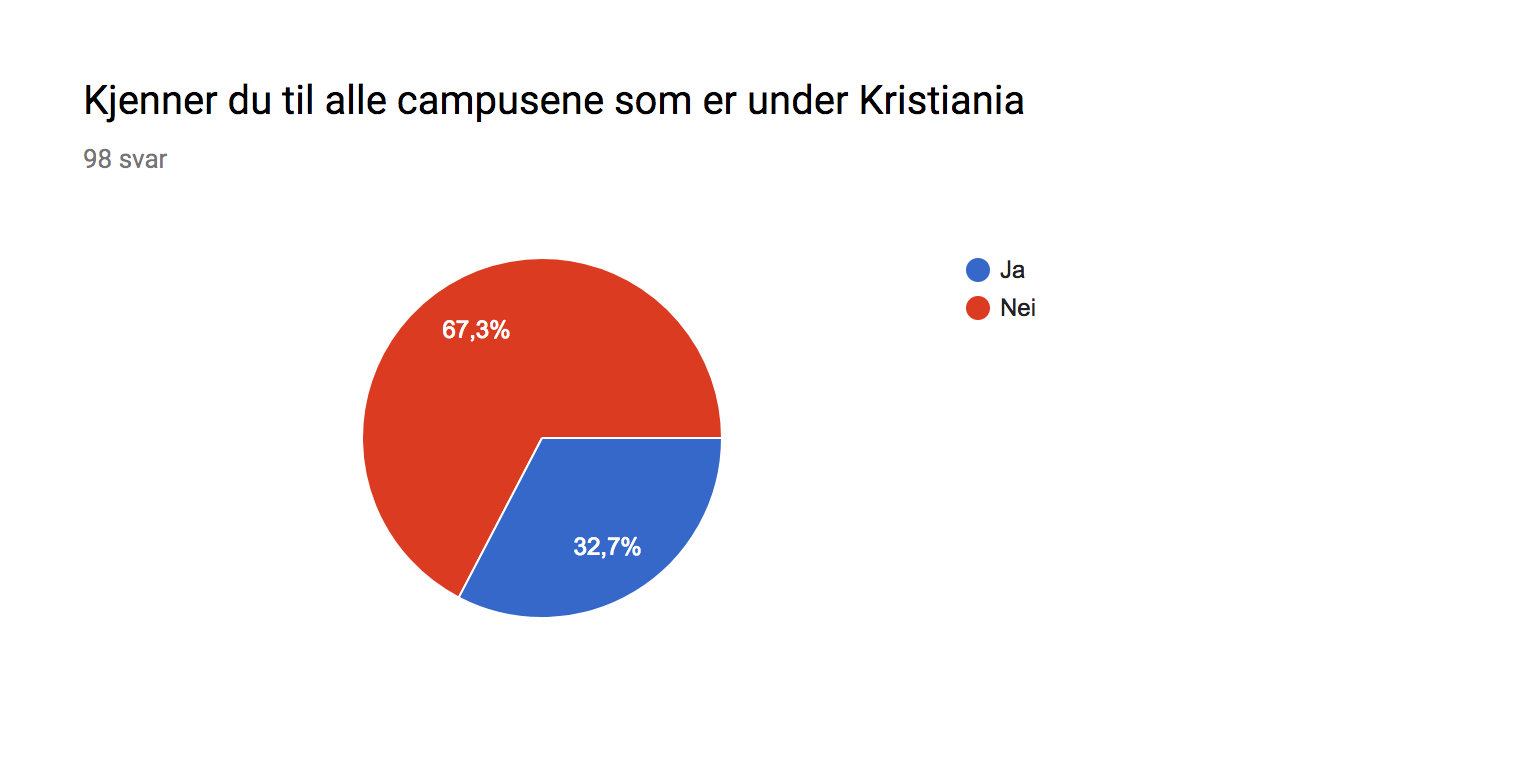 Kjenner du til alle campusene som er under Kristiania
98 svar
Ja
Nei
67,3%
32,7%